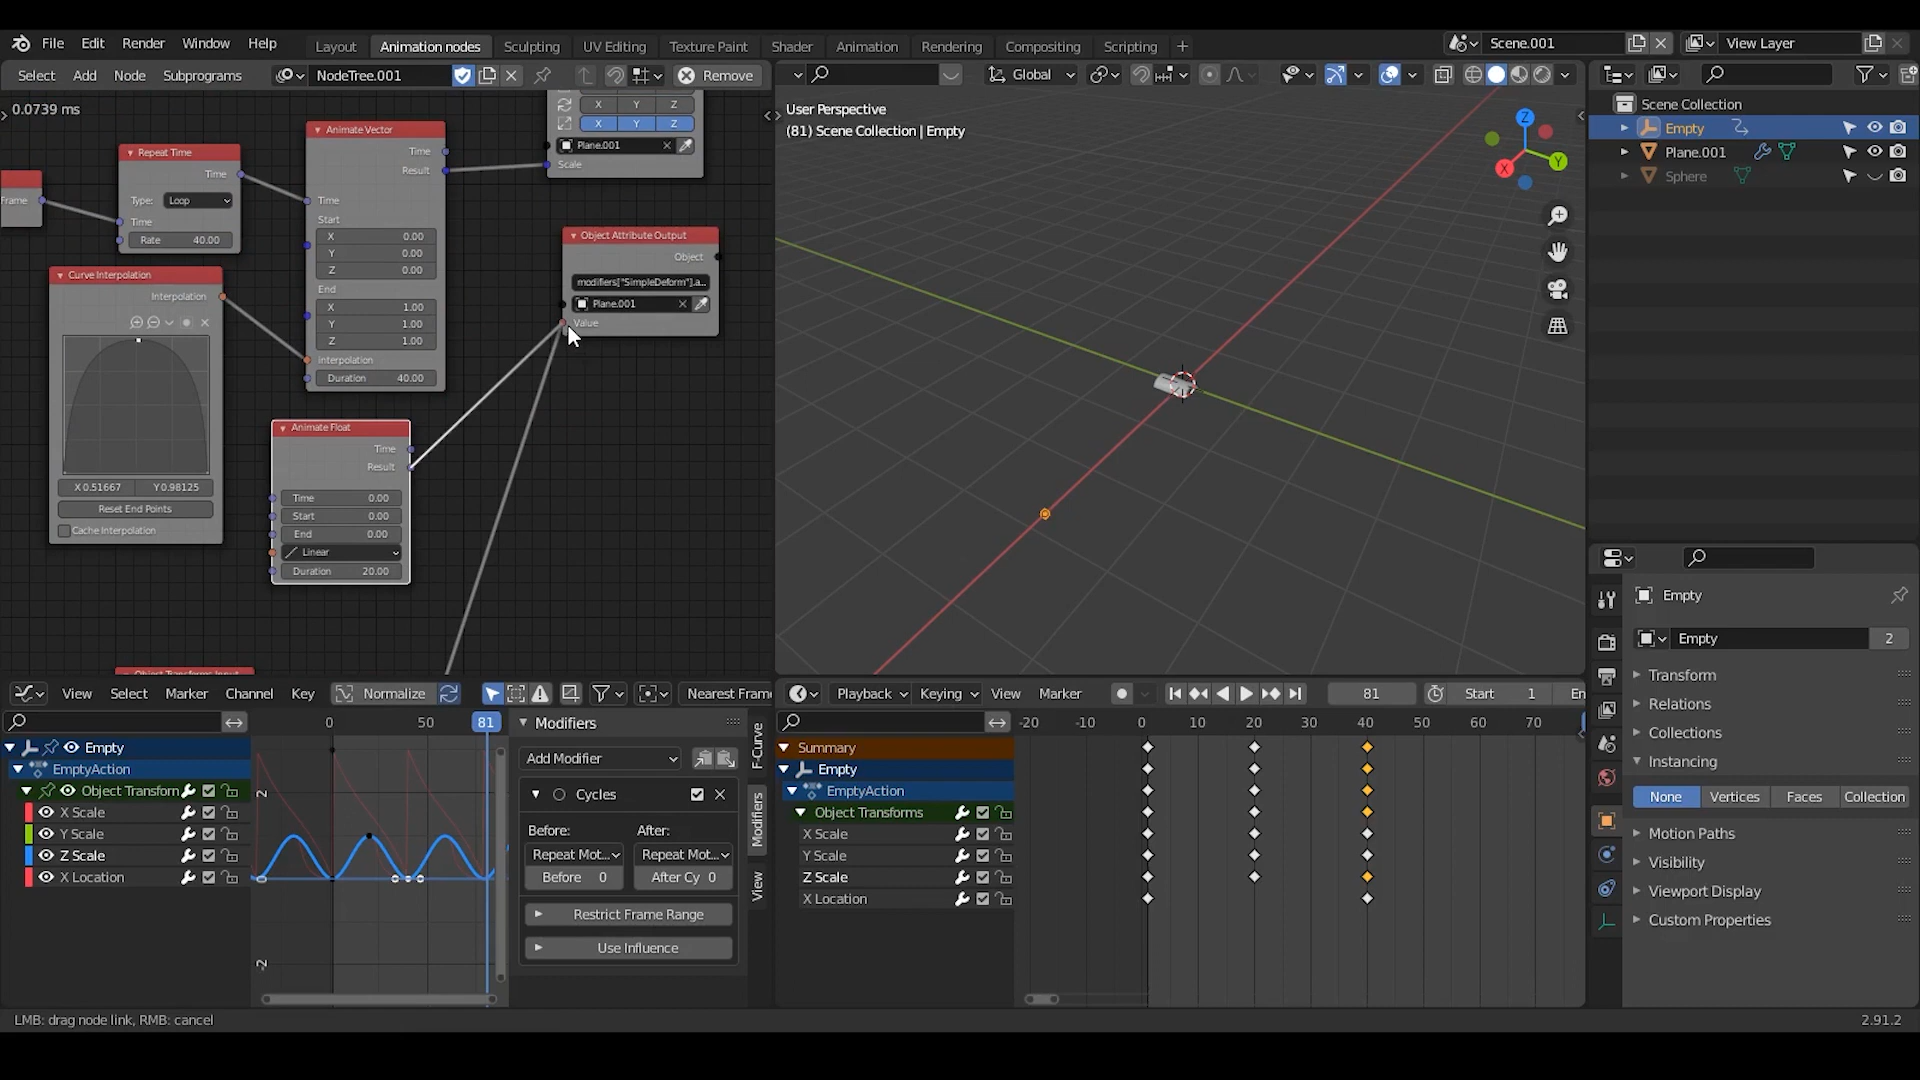 File Edit Render Window Help Layout Animation nodes Sculpting UV Editing Texture Paint Shader Animation Rendering Compositing Scripting + Scene.001 View Layer
Select Add Node Subprograms NodeTree.001 Remove
Global
0.0739 ms
X Y Z
X Y Z
Plane.001
Scale
Animate Vector
Time
Result
Time
Start
X 0.00
Y 0.00
Z 0.00
End
X 1.00
Y 1.00
Z 1.00
Interpolation
Duration 40.00
Repeat Time
Time
Type: Loop
Time
Rate 40.00
Frame
Object Attribute Output
Object
modifiers["SimpleDeform"].a...
Plane.001
Value
Curve Interpolation
Interpolation
X 0.51667 Y 0.98125
Reset End Points
Cache Interpolation
Animate Float
Time
Result
Time 0.00
Start 0.00
End 0.00
Linear
Duration 20.00
Object Transforms Input
User Perspective
(81) Scene Collection | Empty
Z
Y
X
Scene Collection
Empty
Plane.001
Sphere
Empty
Empty 2
Transform
Relations
Collections
Instancing
None Vertices Faces Collection
Motion Paths
Visibility
Viewport Display
Custom Properties
View Select Marker Channel Key Normalize Nearest Frame
0 50 81
Empty
EmptyAction
Object Transform
X Scale
Y Scale
Z Scale
X Location
2
-2
Modifiers
Add Modifier
Cycles
Before: After:
Repeat Mot... Repeat Mot...
Before 0 After Cy 0
Restrict Frame Range
Use Influence
F-Curve
Modifiers
View
Playback Keying View Marker 81 Start 1 En
-20 -10 0 10 20 30 40 50 60 70
Summary
Empty
EmptyAction
Object Transforms
X Scale
Y Scale
Z Scale
X Location
LMB: drag node link, RMB: cancel
2.91.2